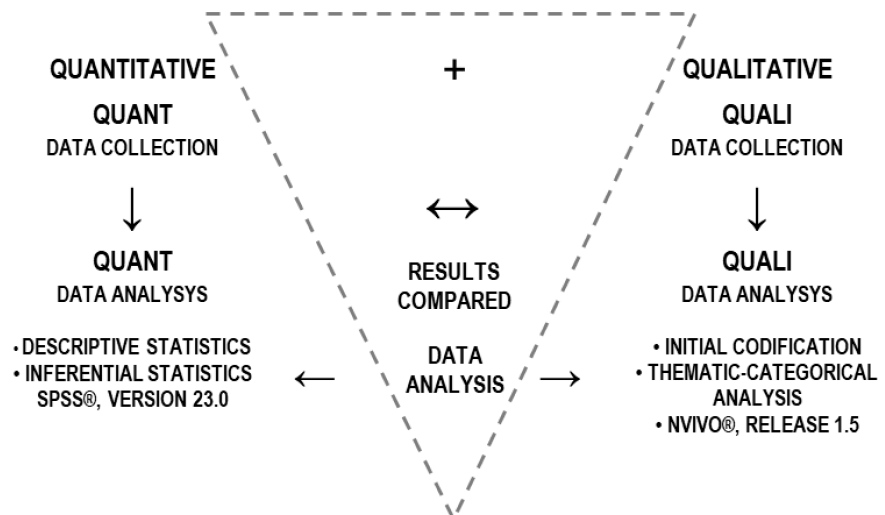 QUANTITATIVE
QUANT
DATA COLLECTION
↓
QUANT
DATA ANALYSYS
· DESCRIPTIVE STATISTICS
• INFERENTIAL STATISTICS
SPSS®, VERSION 23.0
+
↔
RESULTS
COMPARED
← DATA →
ANALYSIS
QUALITATIVE
QUALI
DATA COLLECTION
↓
QUALI
DATA ANALYSYS
• INITIAL CODIFICATION
• THEMATIC-CATEGORICAL
ANALYSIS
• NVIVO®, RELEASE 1.5